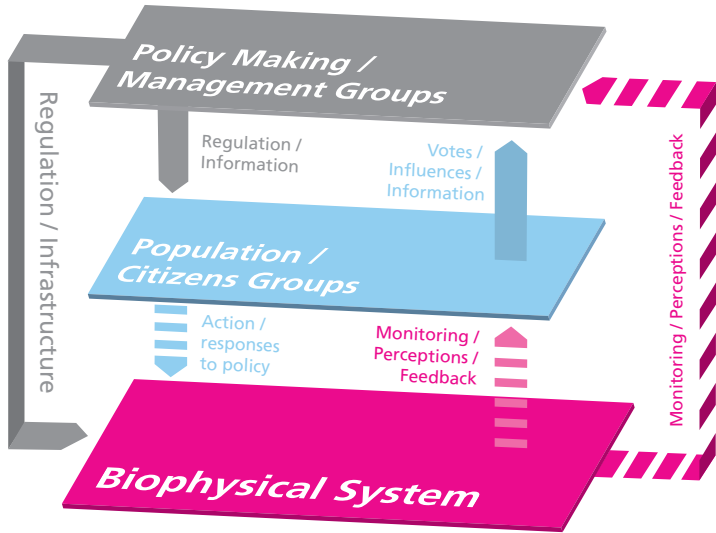 Policy Making /
Management Groups
Regulation / Infrastructure
Regulation /
Information
Votes /
Influences /
Information
Monitoring / Perceptions / Feedback
Population /
Citizens Groups
Action /
responses
to policy
Monitoring /
Perceptions /
Feedback
Biophysical System